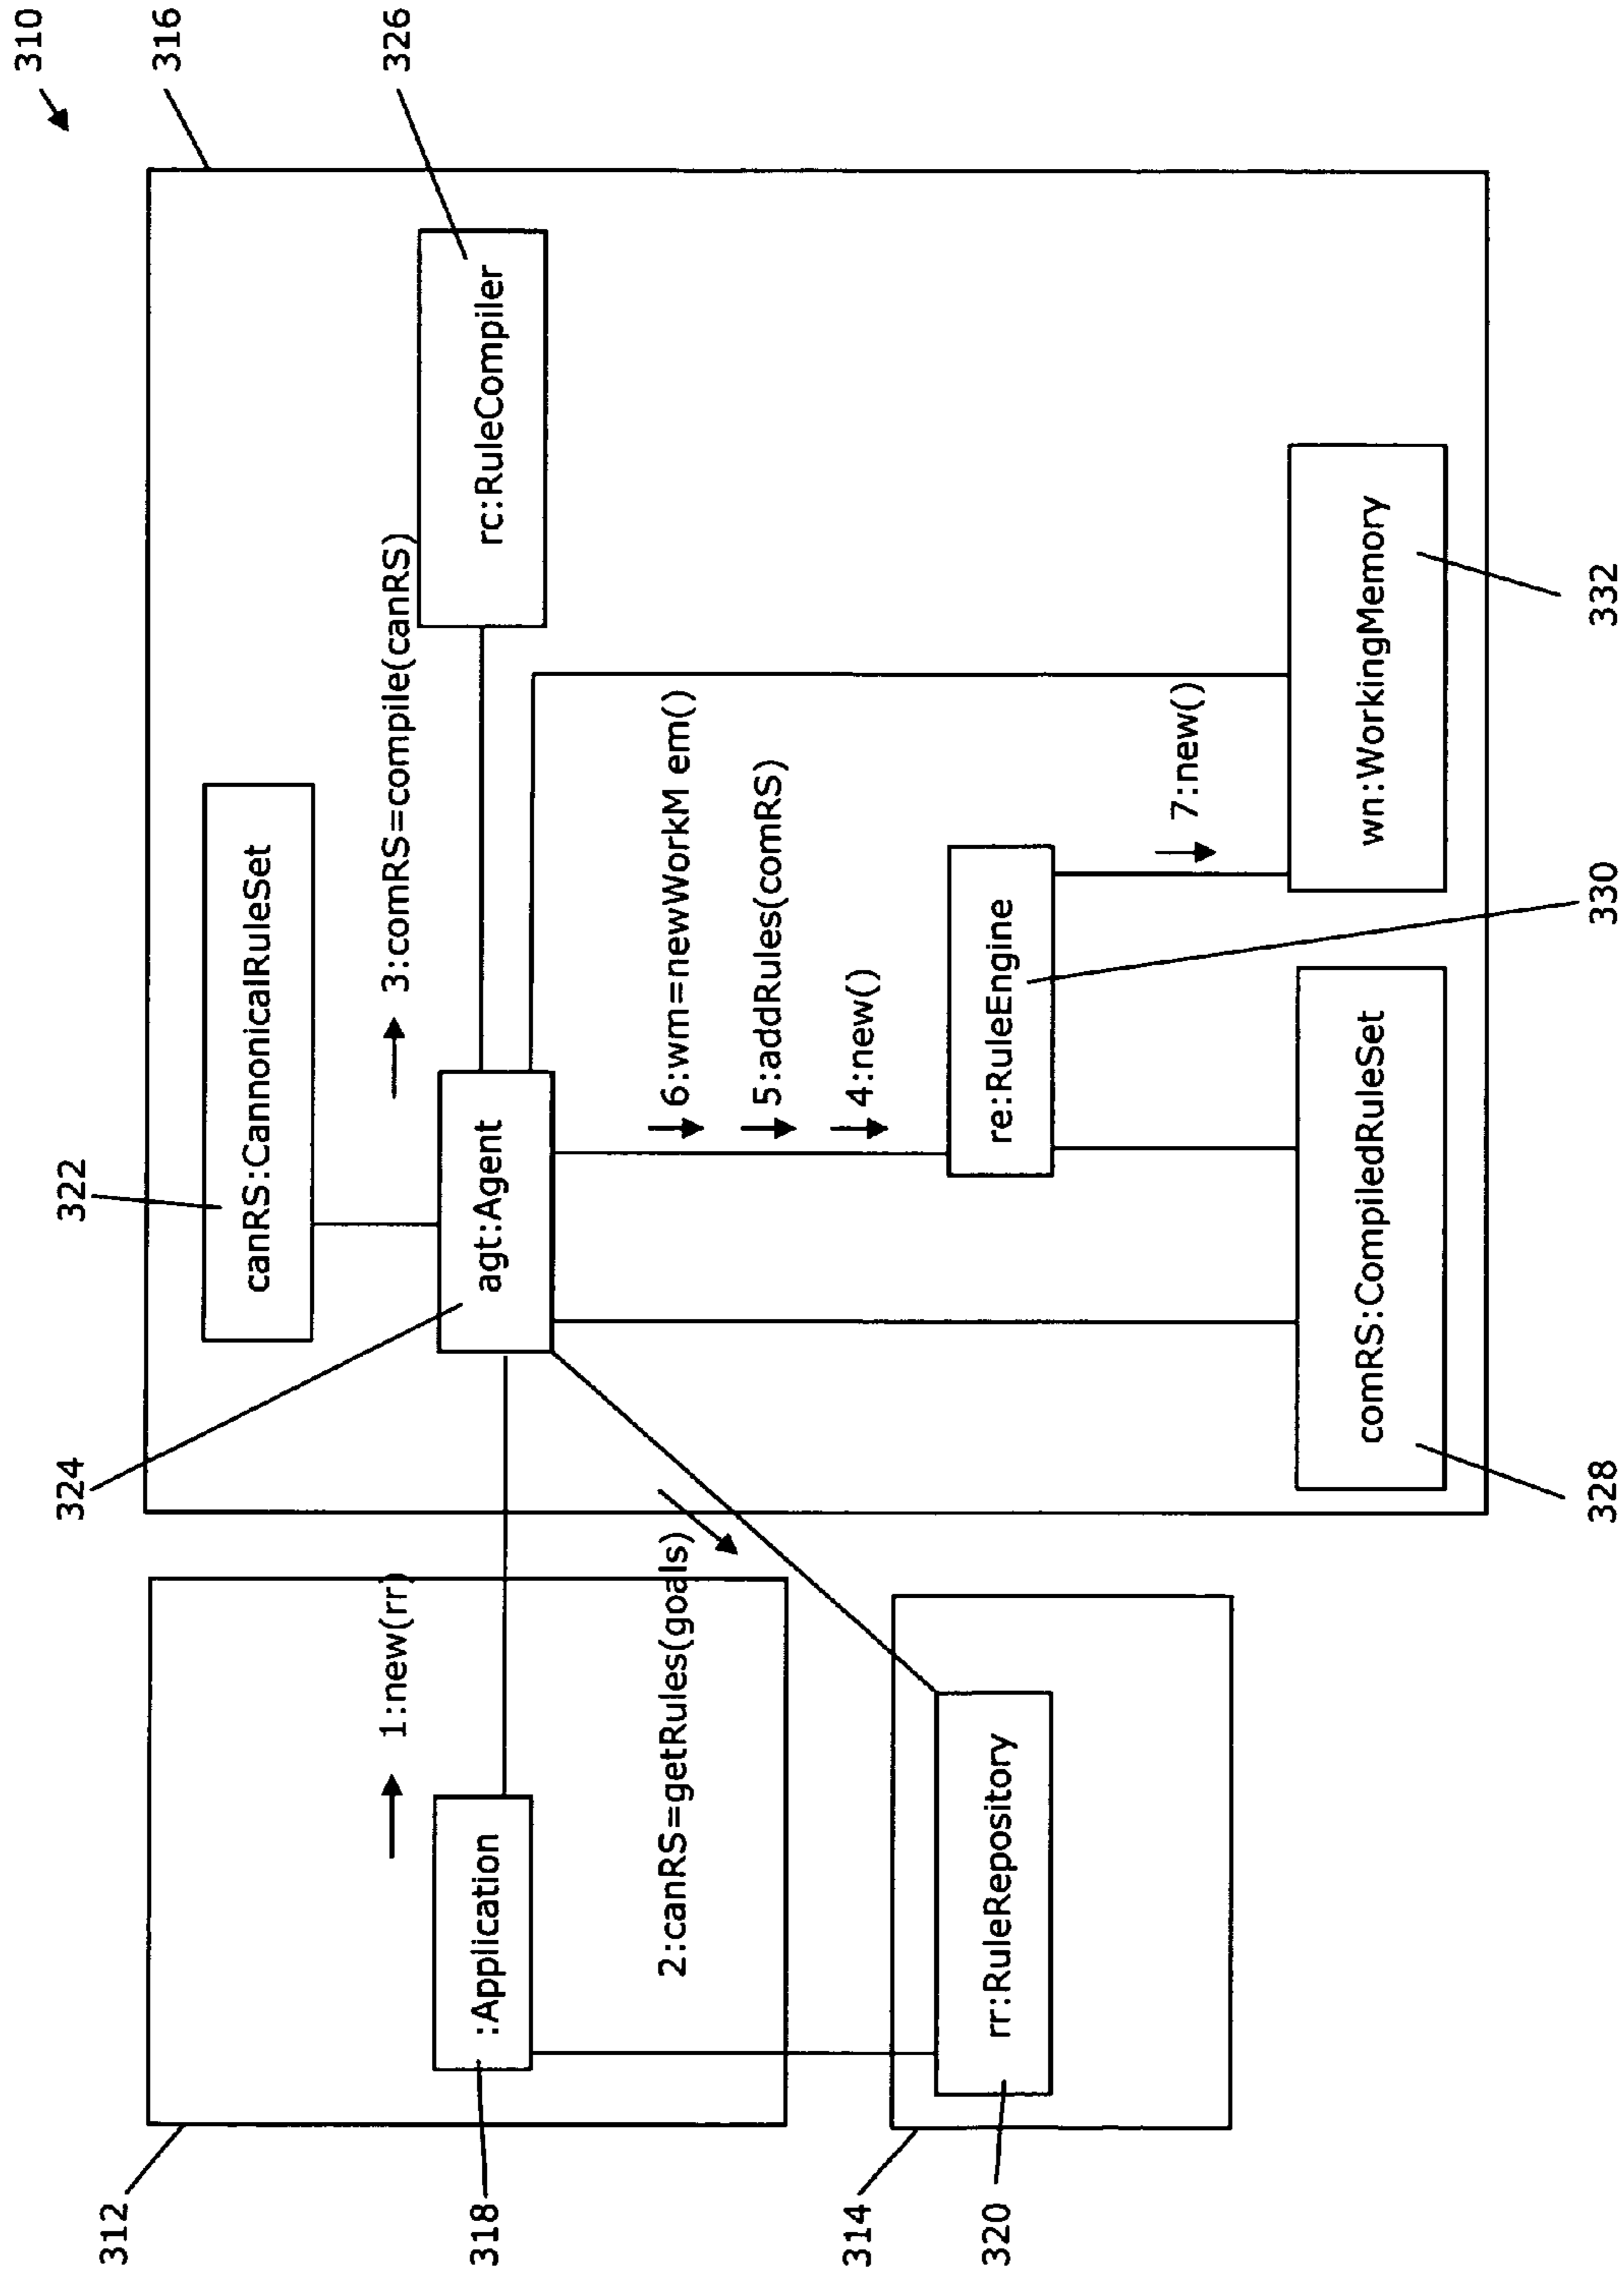 310
316
326
322
324
canRS:CannonicalRuleSet
3:comRS=compile(canRS)
rc:RuleCompiler
agt:Agent
6:wm=newWorkM em()
5:addRules(comRS)
4:new()
re:RuleEngine
7:new()
comRS:CompiledRuleSet
wn:WorkingMemory
328
330
332
312
1:new(rr)
:Application
318
2:canRS=getRules(goals)
314
rr:RuleRepository
320